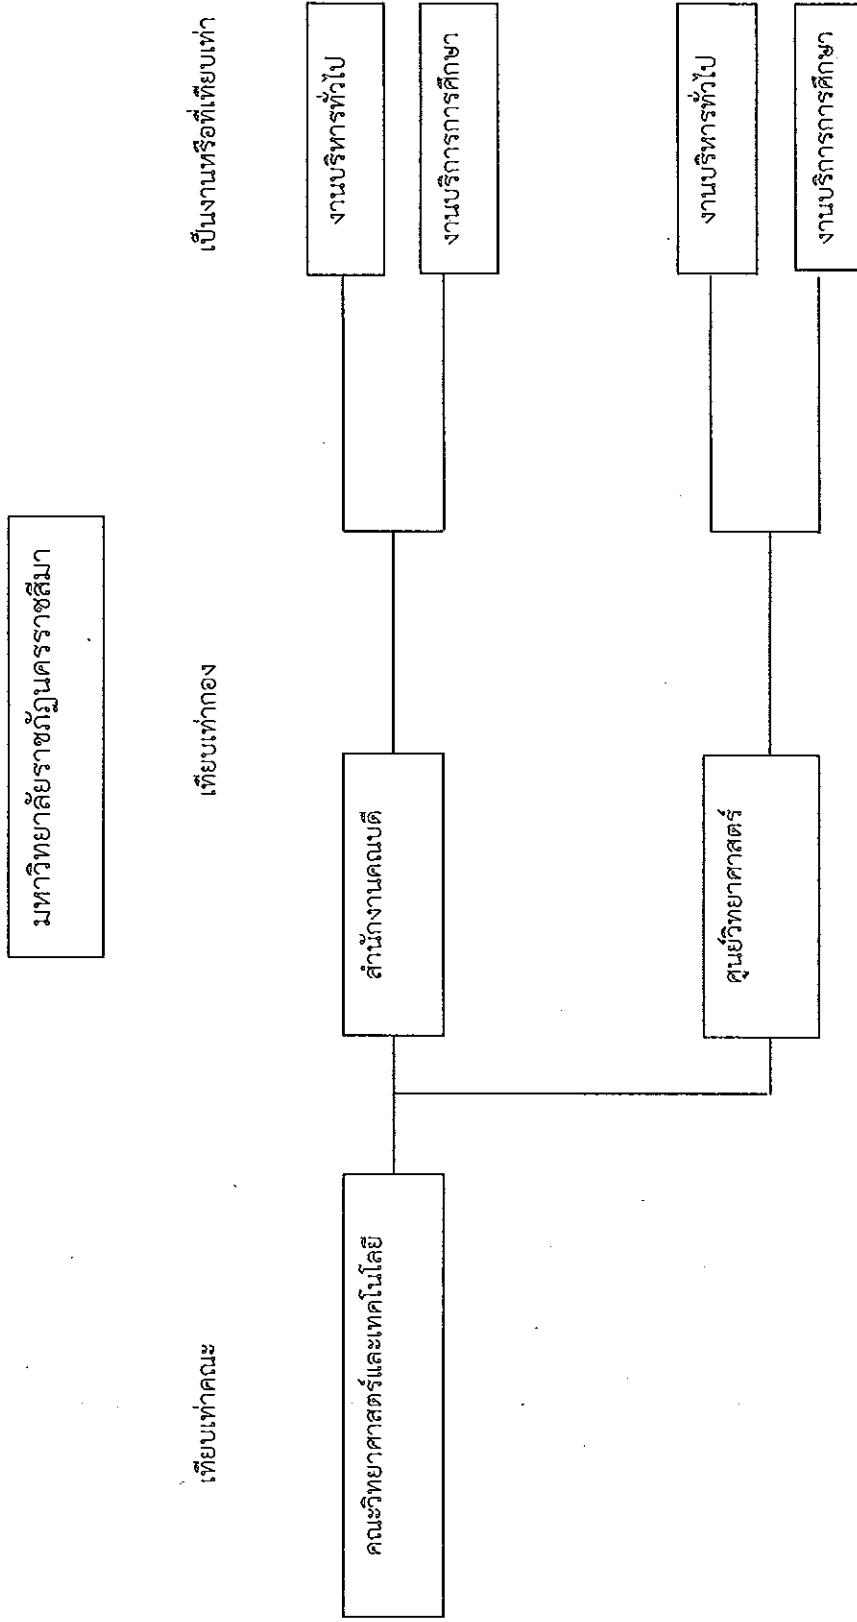 มหาวิทยาลัยราชภัฏนครราชสีมา
เทียบเท่าคณะ
เทียบเท่ากอง
เป็นงานหรือที่เทียบเท่า
คณะวิทยาศาสตร์และเทคโนโลยี
สำนักงานคณบดี
งานบริหารทั่วไป
งานบริการการศึกษา
ศูนย์วิทยาศาสตร์
งานบริหารทั่วไป
งานบริการการศึกษา